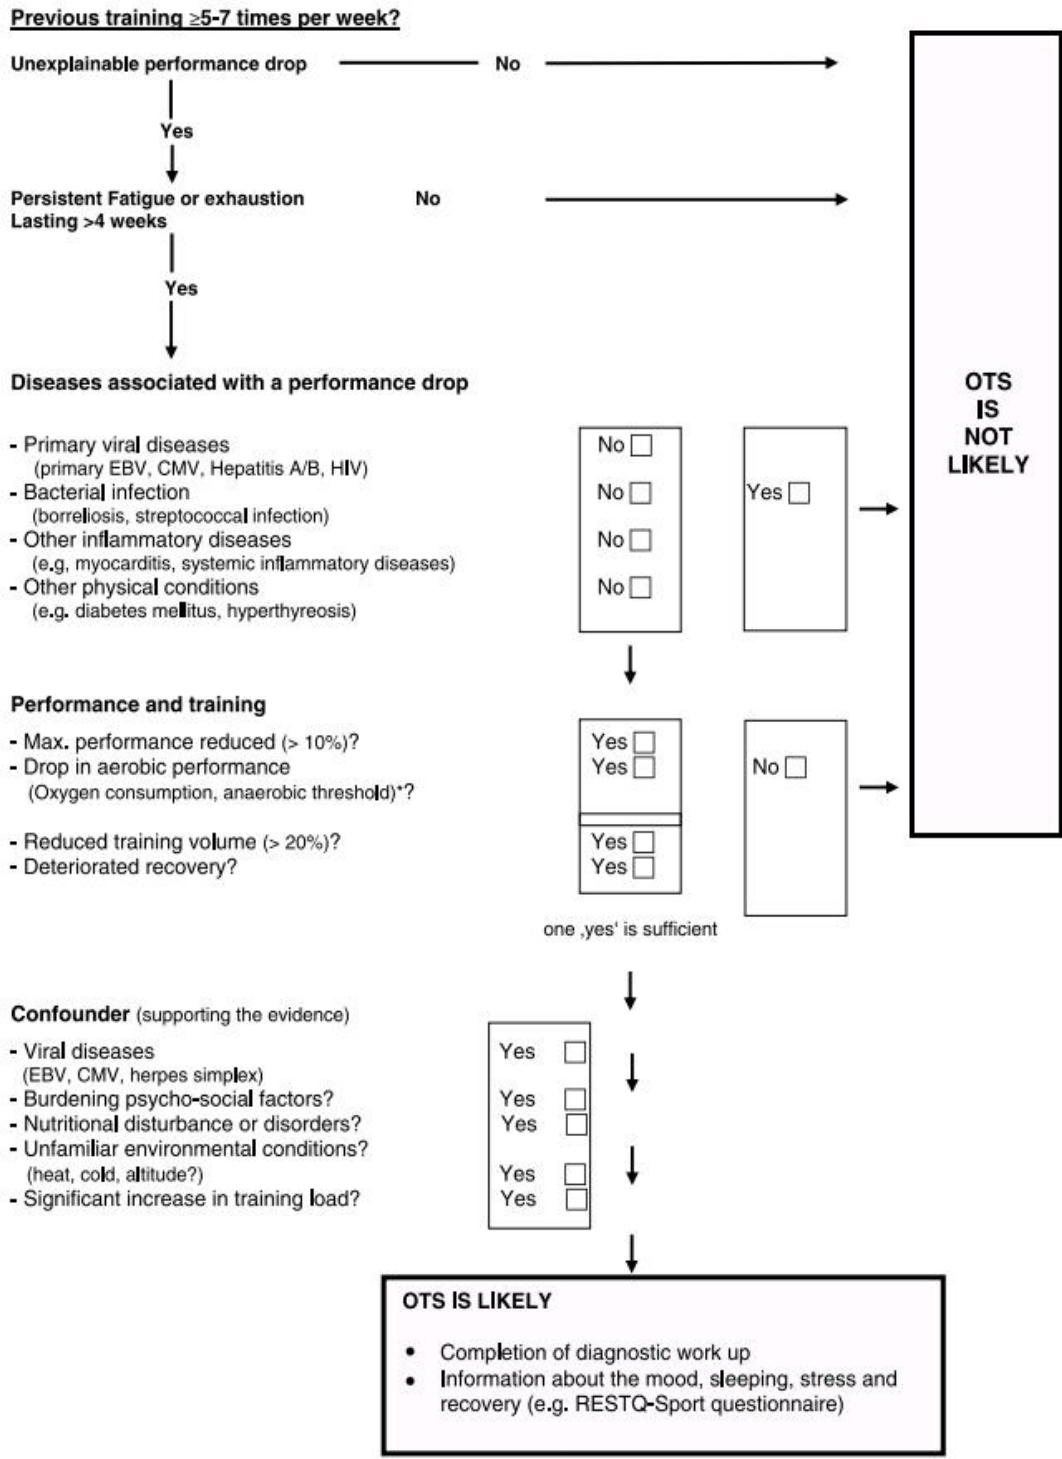 Previous training ≥5-7 times per week?
Unexplainable performance drop
No
Yes
Persistent Fatigue or exhaustion
Lasting >4 weeks
No
Yes
Diseases associated with a performance drop
- Primary viral diseases
(primary EBV, CMV, Hepatitis A/B, HIV)
- Bacterial infection
(borreliosis, streptococcal infection)
- Other inflammatory diseases
(e.g, myocarditis, systemic inflammatory diseases)
- Other physical conditions
(e.g. diabetes mellitus, hyperthyreosis)
No
No
No
No
Yes
OTS
IS
NOT
LIKELY
Performance and training
- Max. performance reduced (> 10%)?
- Drop in aerobic performance
(Oxygen consumption, anaerobic threshold)*?
- Reduced training volume (> 20%)?
- Deteriorated recovery?
Yes
Yes
Yes
Yes
No
one ‚yes‘ is sufficient
Confounder (supporting the evidence)
- Viral diseases
(EBV, CMV, herpes simplex)
- Burdening psycho-social factors?
- Nutritional disturbance or disorders?
- Unfamiliar environmental conditions?
(heat, cold, altitude?)
- Significant increase in training load?
Yes
Yes
Yes
Yes
Yes
OTS IS LIKELY
• Completion of diagnostic work up
• Information about the mood, sleeping, stress and
recovery (e.g. RESTQ-Sport questionnaire)